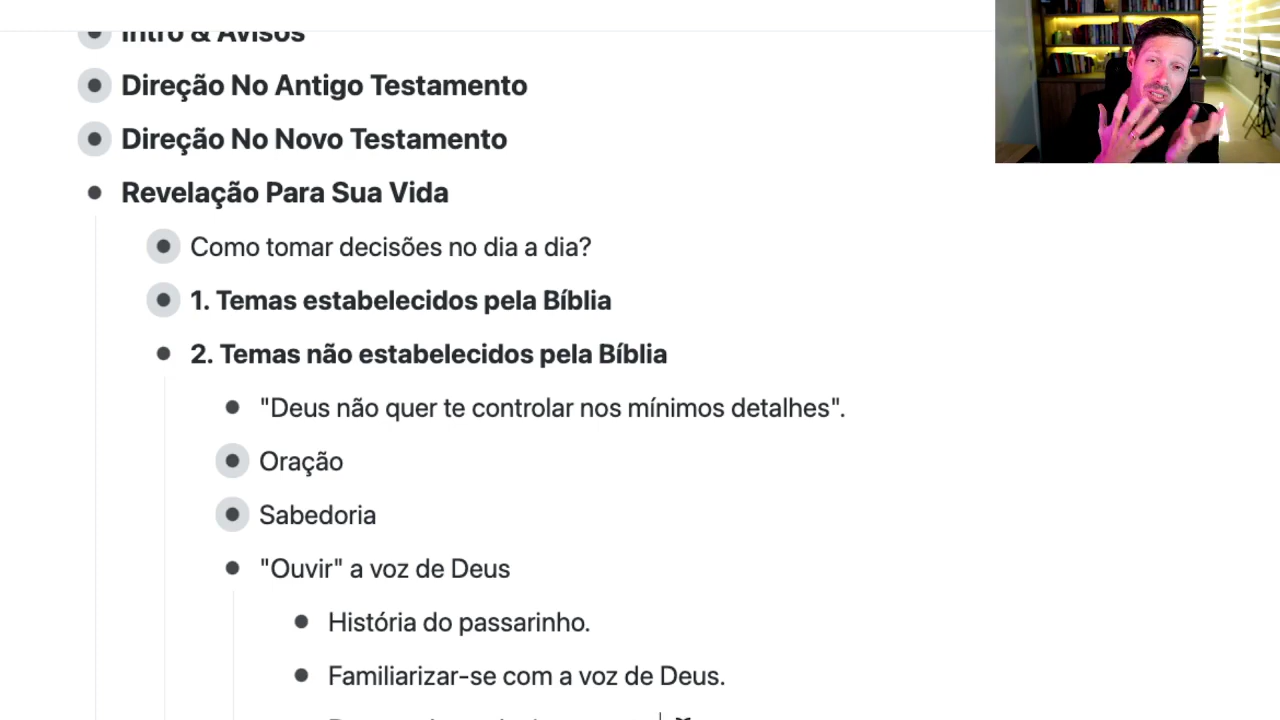 Intro & Avisos
Direção No Antigo Testamento
Direção No Novo Testamento
Revelação Para Sua Vida
Como tomar decisões no dia a dia?
1. Temas estabelecidos pela Bíblia
2. Temas não estabelecidos pela Bíblia
"Deus não quer te controlar nos mínimos detalhes".
Oração
Sabedoria
"Ouvir" a voz de Deus
História do passarinho.
Familiarizar-se com a voz de Deus.